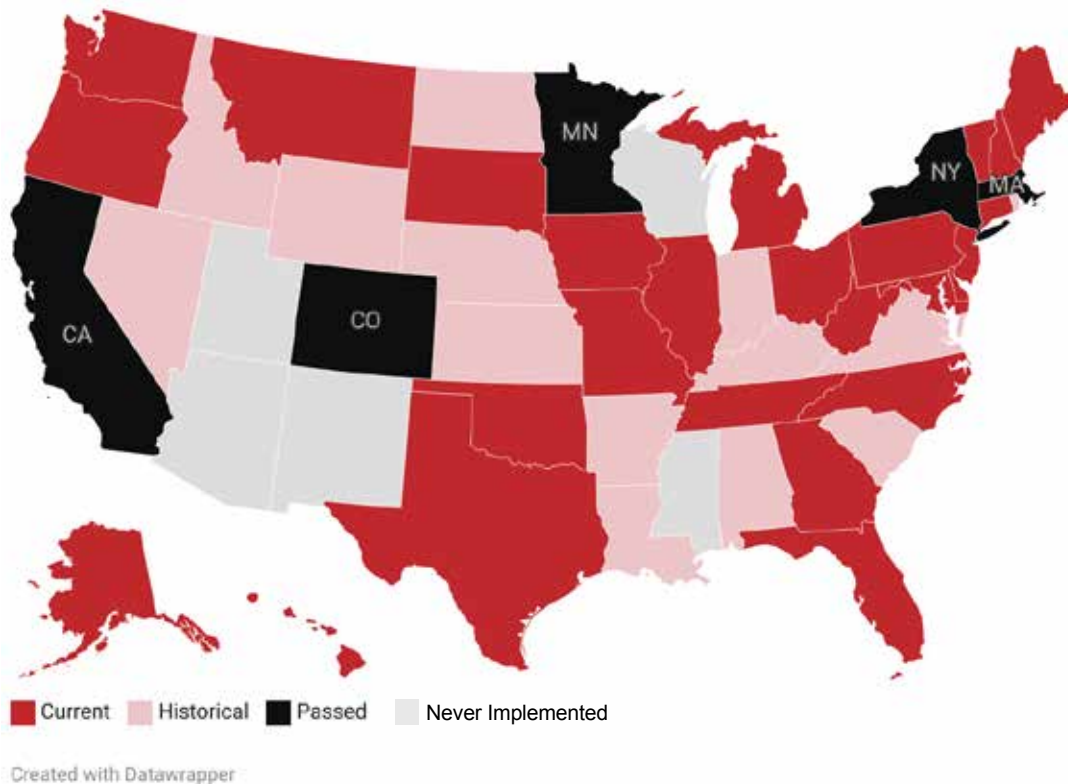 MN
NY
MA
CO
CA
Current Historical Passed Never Implemented
Created with Datawrapper